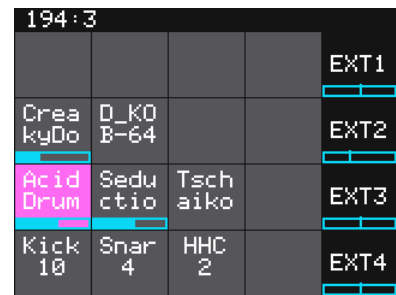 194:3
EXT1
Crea
kyDo
D_KO
B-64
EXT2
Acid
Drum
Sedu
ctio
Tsch
aiko
EXT3
Kick
10
Snar
4
HHC
2
EXT4